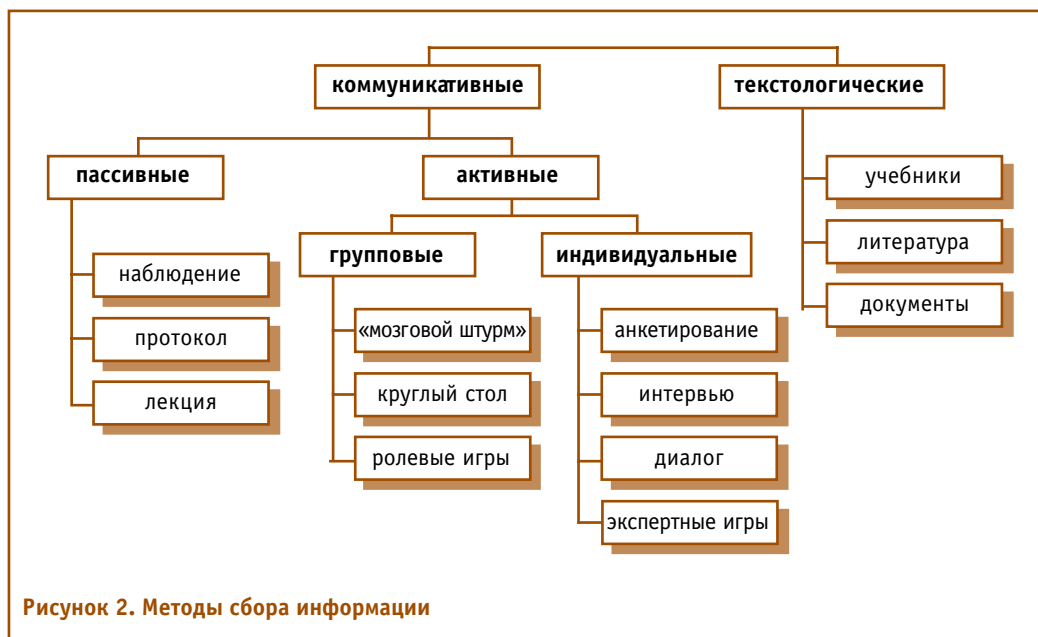 коммуникативные
текстологические
пассивные
активные
учебники
литература
документы
групповые
индивидуальные
наблюдение
протокол
лекция
«мозговой штурм»
круглый стол
ролевые игры
анкетирование
интервью
диалог
экспертные игры
Рисунок 2. Методы сбора информации